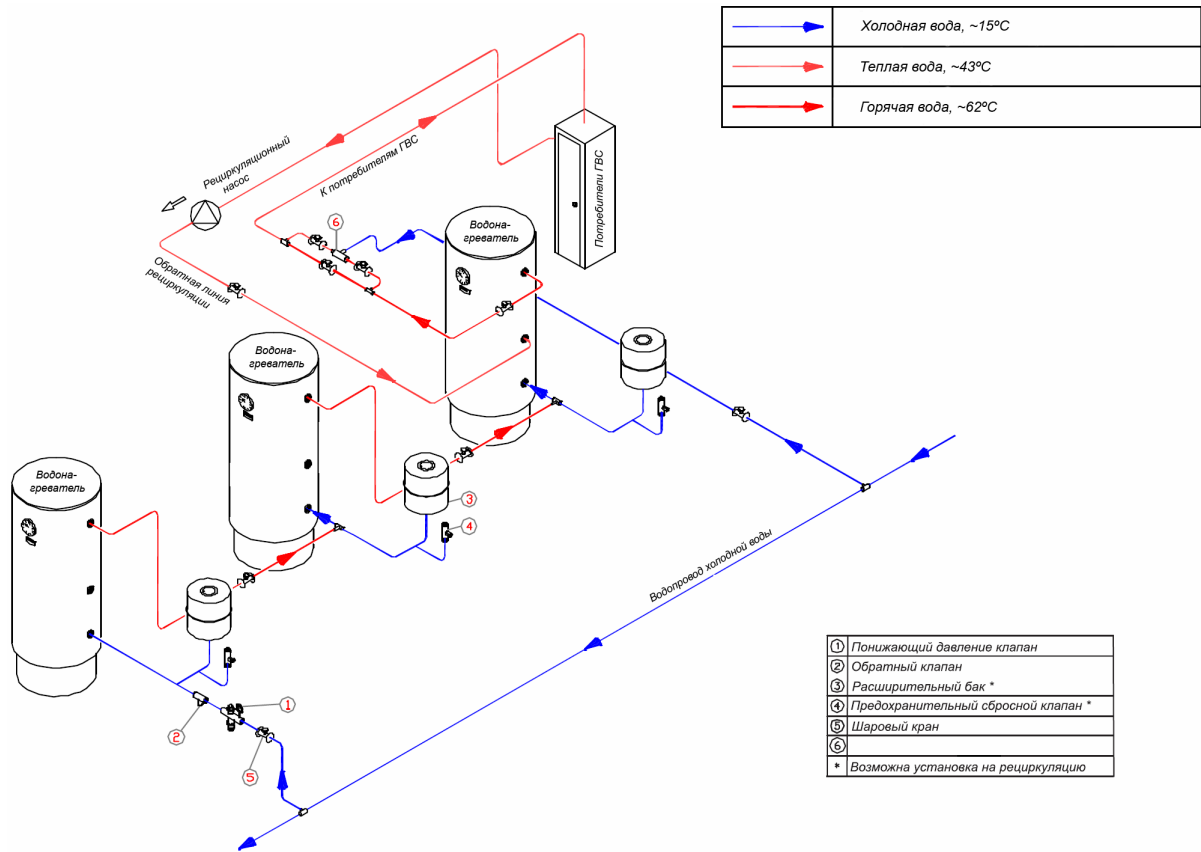 Холодная вода, ~15ºC
Теплая вода, ~43ºC
Горячая вода, ~62ºC
Рециркуляционный
насос
К потребителям ГВС
Потребители ГВС
6
Водона-
греватель
Обратная линия
рециркуляции
Водона-
греватель
3
4
Водона-
греватель
Водопровод холодной воды
1
2
5
1 Понижающий давление клапан
2 Обратный клапан
3 Расширительный бак *
4 Предохранительный сбросной клапан *
5 Шаровый кран
6
* Возможна установка на рециркуляцию